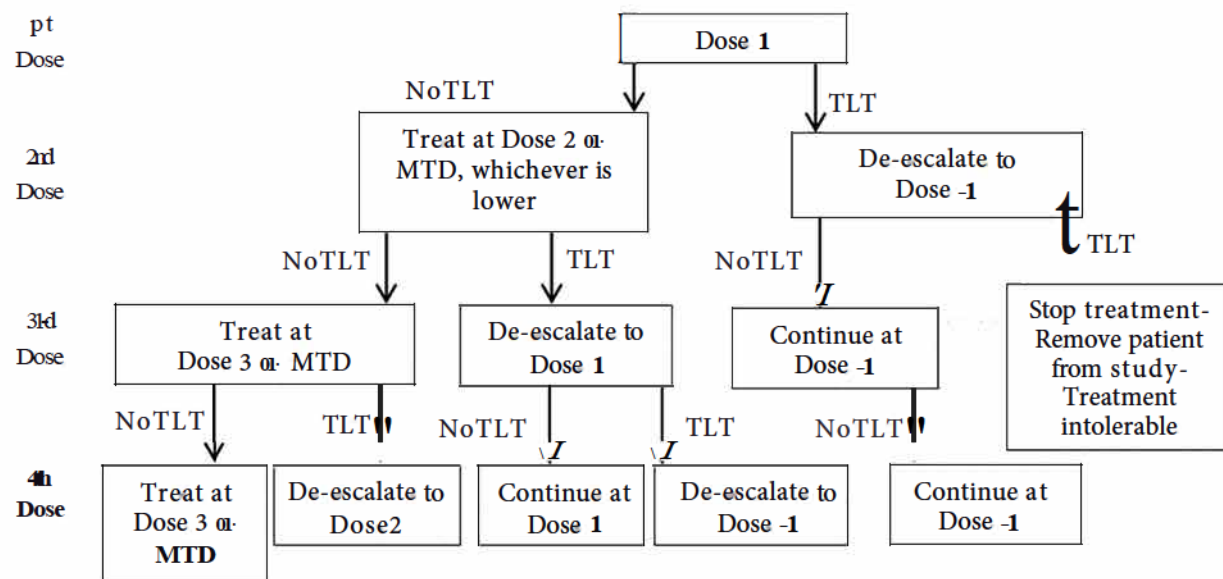 pt
Dose
Dose 1
NoTLT
TLT
2nd
Dose
Treat at Dose 2 or
MTD, whichever is
lower
De-escalate to
Dose -1
NoTLT
TLT
NoTLT
t TLT
Dose
Treat at
Dose 3 or MTD
De-escalate to
Dose 1
Continue at
Dose -1
Stop treatment-
Remove patient
from study-
Treatment
intolerable
NoTLT
TLT"
NoTLT
TLT
NoTLT"
4th
Dose
Treat at
Dose 3 or
MTD
De-escalate to
Dose2
Continue at
Dose 1
De-escalate to
Dose -1
Continue at
Dose -1